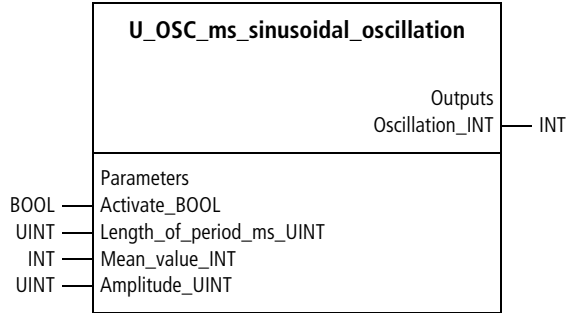 U_OSC_ms_sinusoidal_oscillation
Outputs
Oscillation_INT INT
Parameters
BOOL Activate_BOOL
UINT Length_of_period_ms_UINT
INT Mean_value_INT
UINT Amplitude_UINT